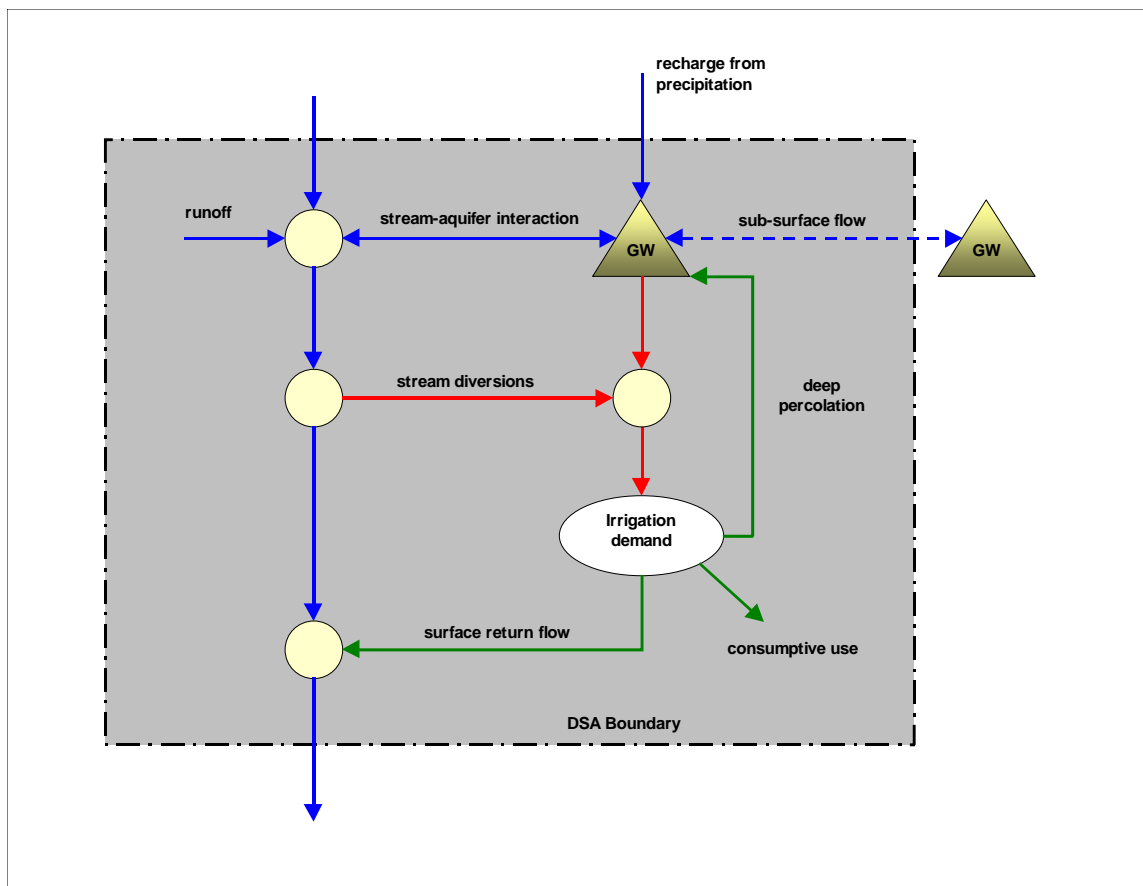 recharge from
precipitation
runoff
stream-aquifer interaction
sub-surface flow
GW
GW
stream diversions
deep
percolation
Irrigation
demand
surface return flow
consumptive use
DSA Boundary